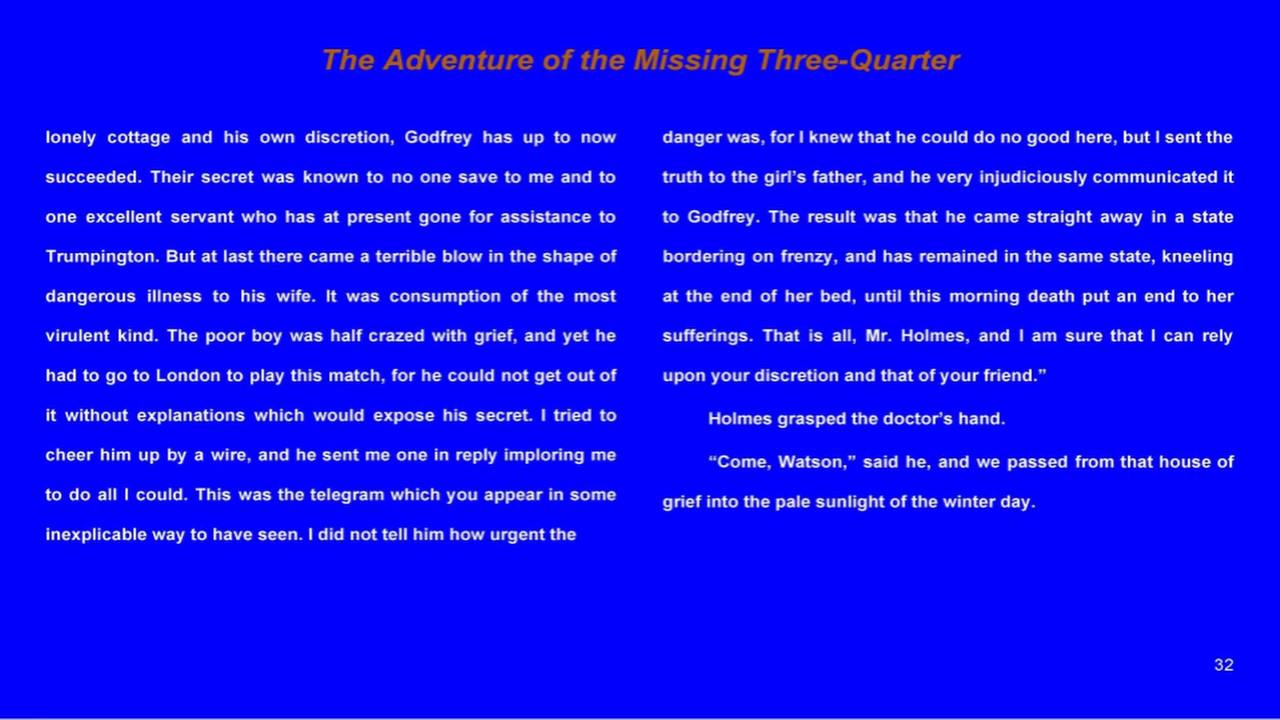 The Adventure of the Missing Three-Quarter
lonely cottage and his own discretion, Godfrey has up to now
succeeded. Their secret was known to no one save to me and to
one excellent servant who has at present gone for assistance to
Trumpington. But at last there came a terrible blow in the shape of
dangerous illness to his wife. It was consumption of the most
virulent kind. The poor boy was half crazed with grief, and yet he
had to go to London to play this match, for he could not get out of
it without explanations which would expose his secret. I tried to
cheer him up by a wire, and he sent me one in reply imploring me
to do all I could. This was the telegram which you appear in some
inexplicable way to have seen. I did not tell him how urgent the
danger was, for I knew that he could do no good here, but I sent the
truth to the girl’s father, and he very injudiciously communicated it
to Godfrey. The result was that he came straight away in a state
bordering on frenzy, and has remained in the same state, kneeling
at the end of her bed, until this morning death put an end to her
sufferings. That is all, Mr. Holmes, and I am sure that I can rely
upon your discretion and that of your friend.”
Holmes grasped the doctor’s hand.
“Come, Watson,” said he, and we passed from that house of
grief into the pale sunlight of the winter day.
32